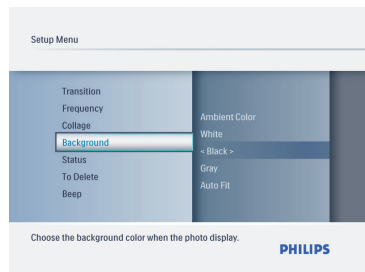 Setup Menu
Transition
Frequency
Collage
Background
Status
To Delete
Beep
Ambient Color
White
< Black >
Gray
Auto Fit
Choose the background color when the photo display.
PHILIPS